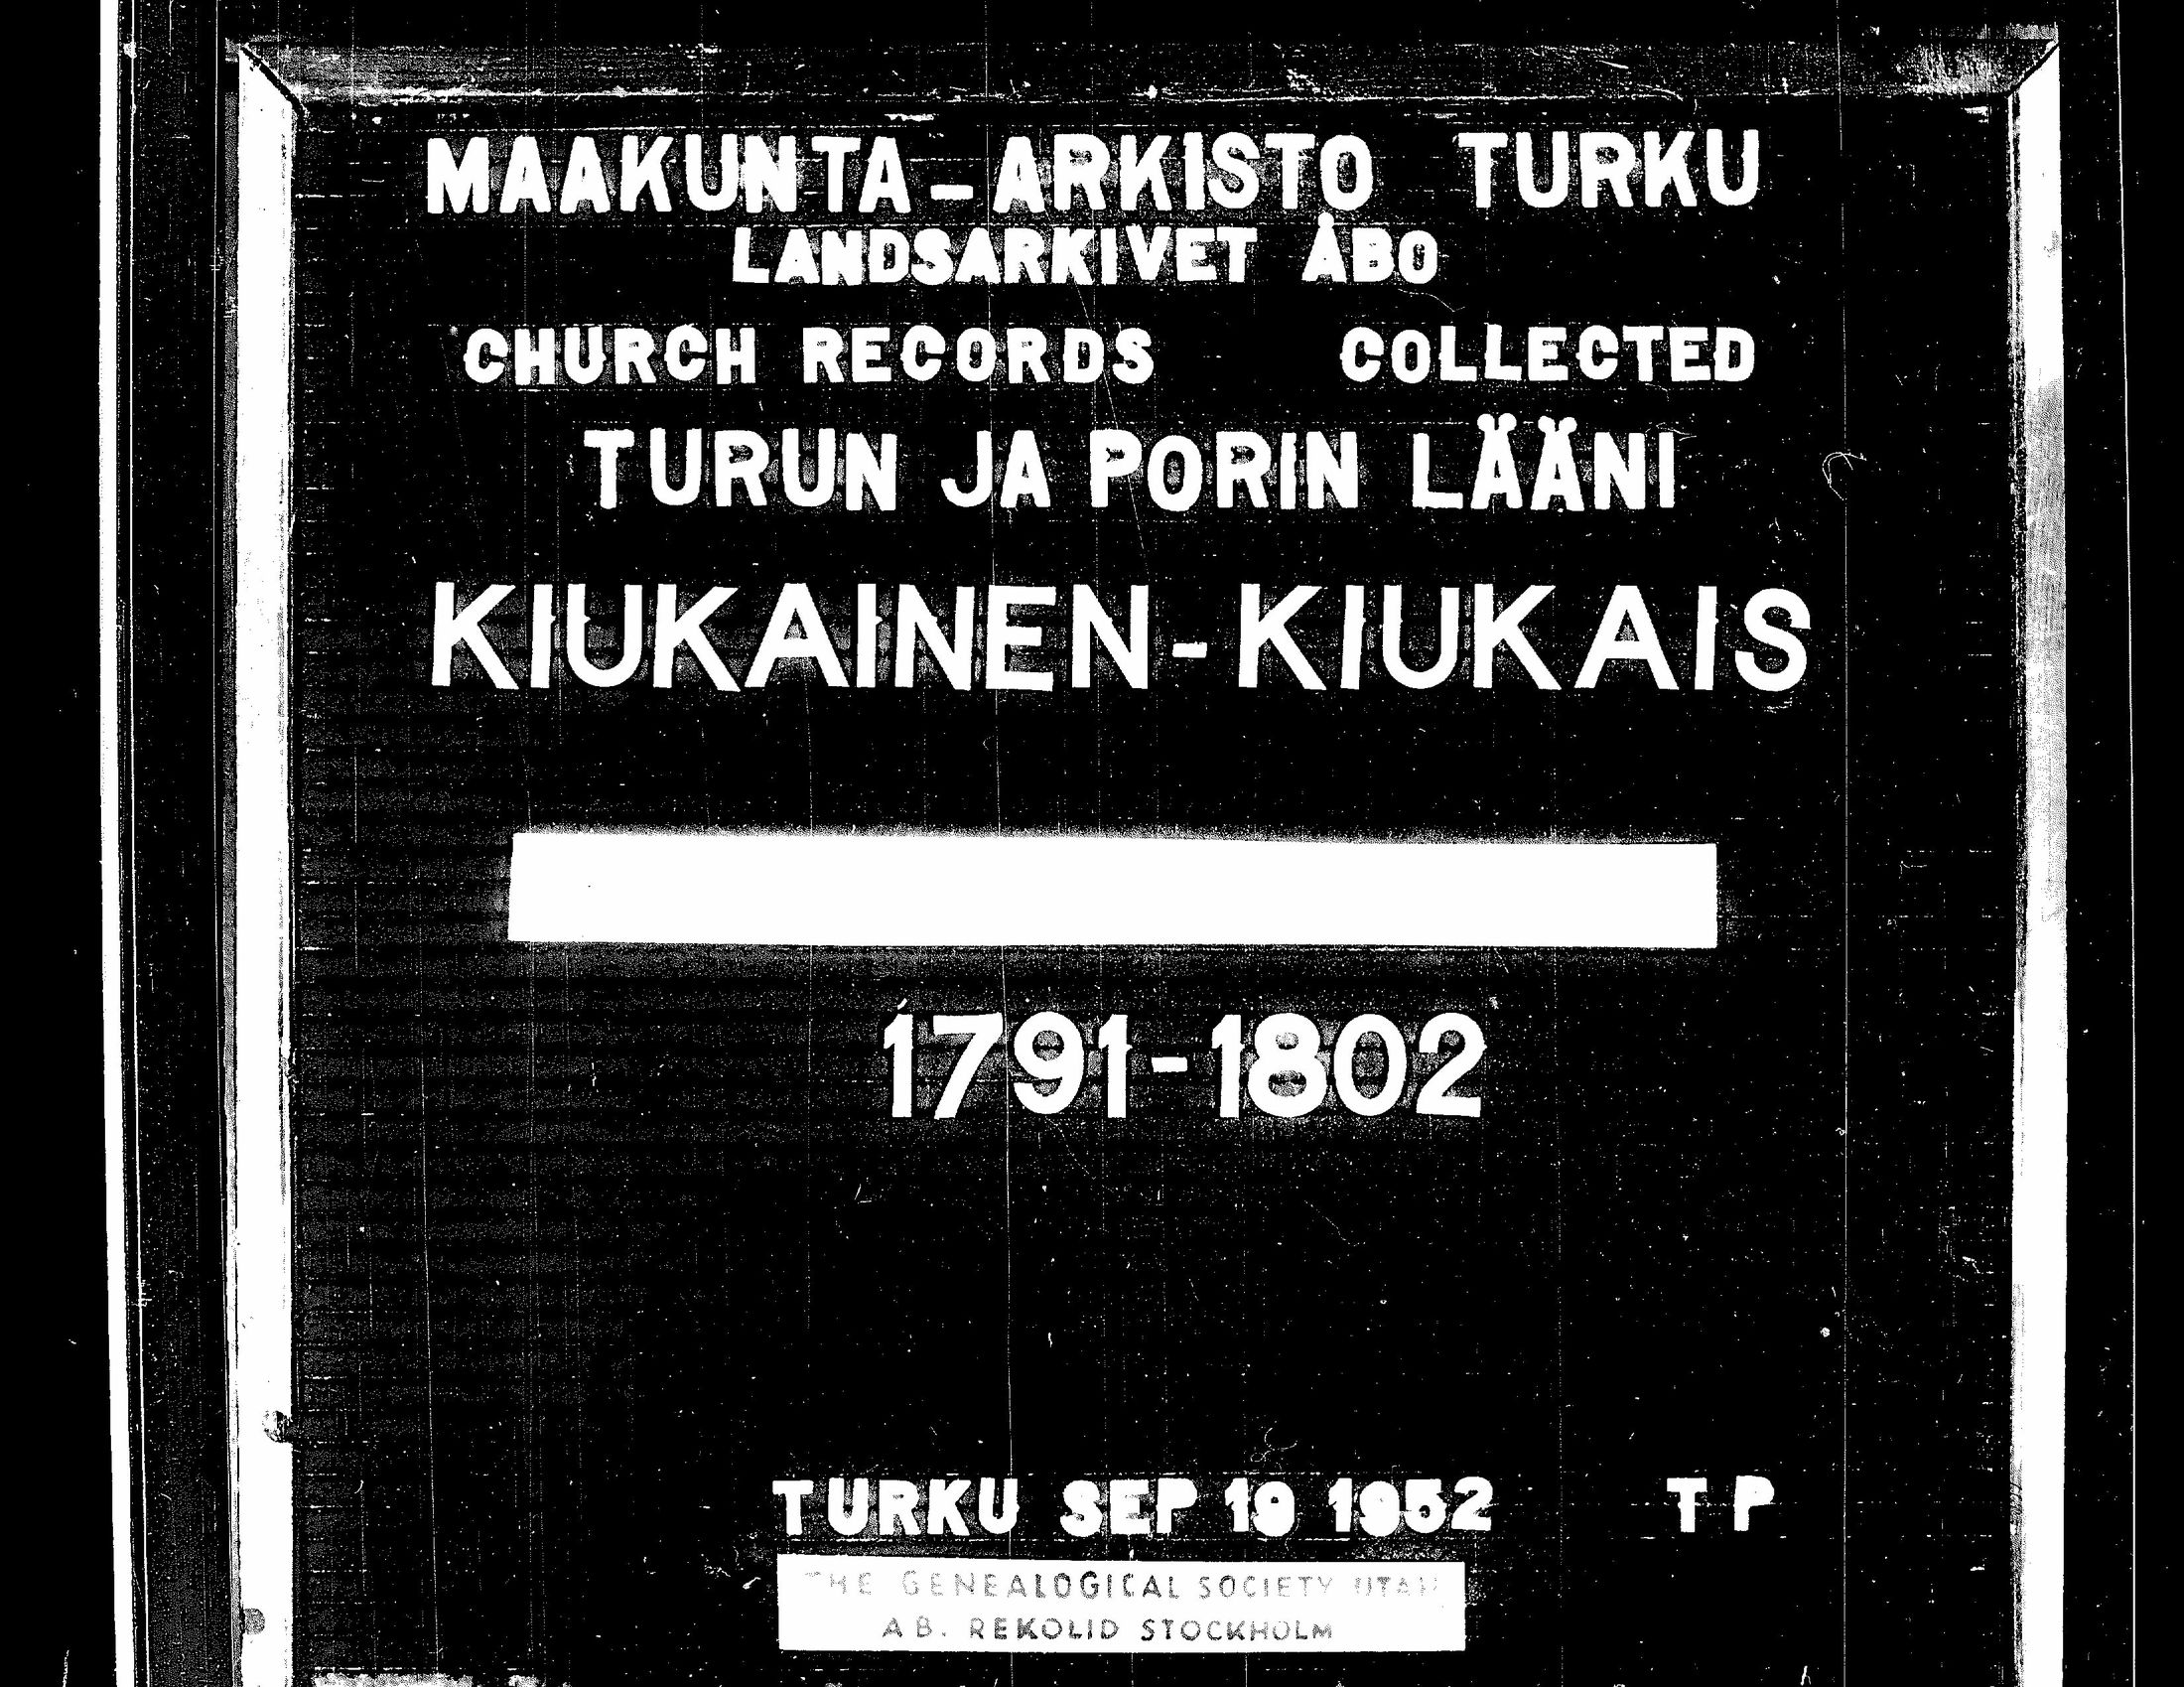 MAAKUNTA-ARKISTO TURKU
LANDSARKIVET ÅBO
CHURCH RECORDS COLLECTED
TURUN JA PORIN LÄÄNI
KIUKAINEN-KIUKAIS
1791-1802
TURKU SEP 19 1952 T P
THE GENEALOGICAL SOCIETY UTAH
AB. REKOLID STOCKHOLM